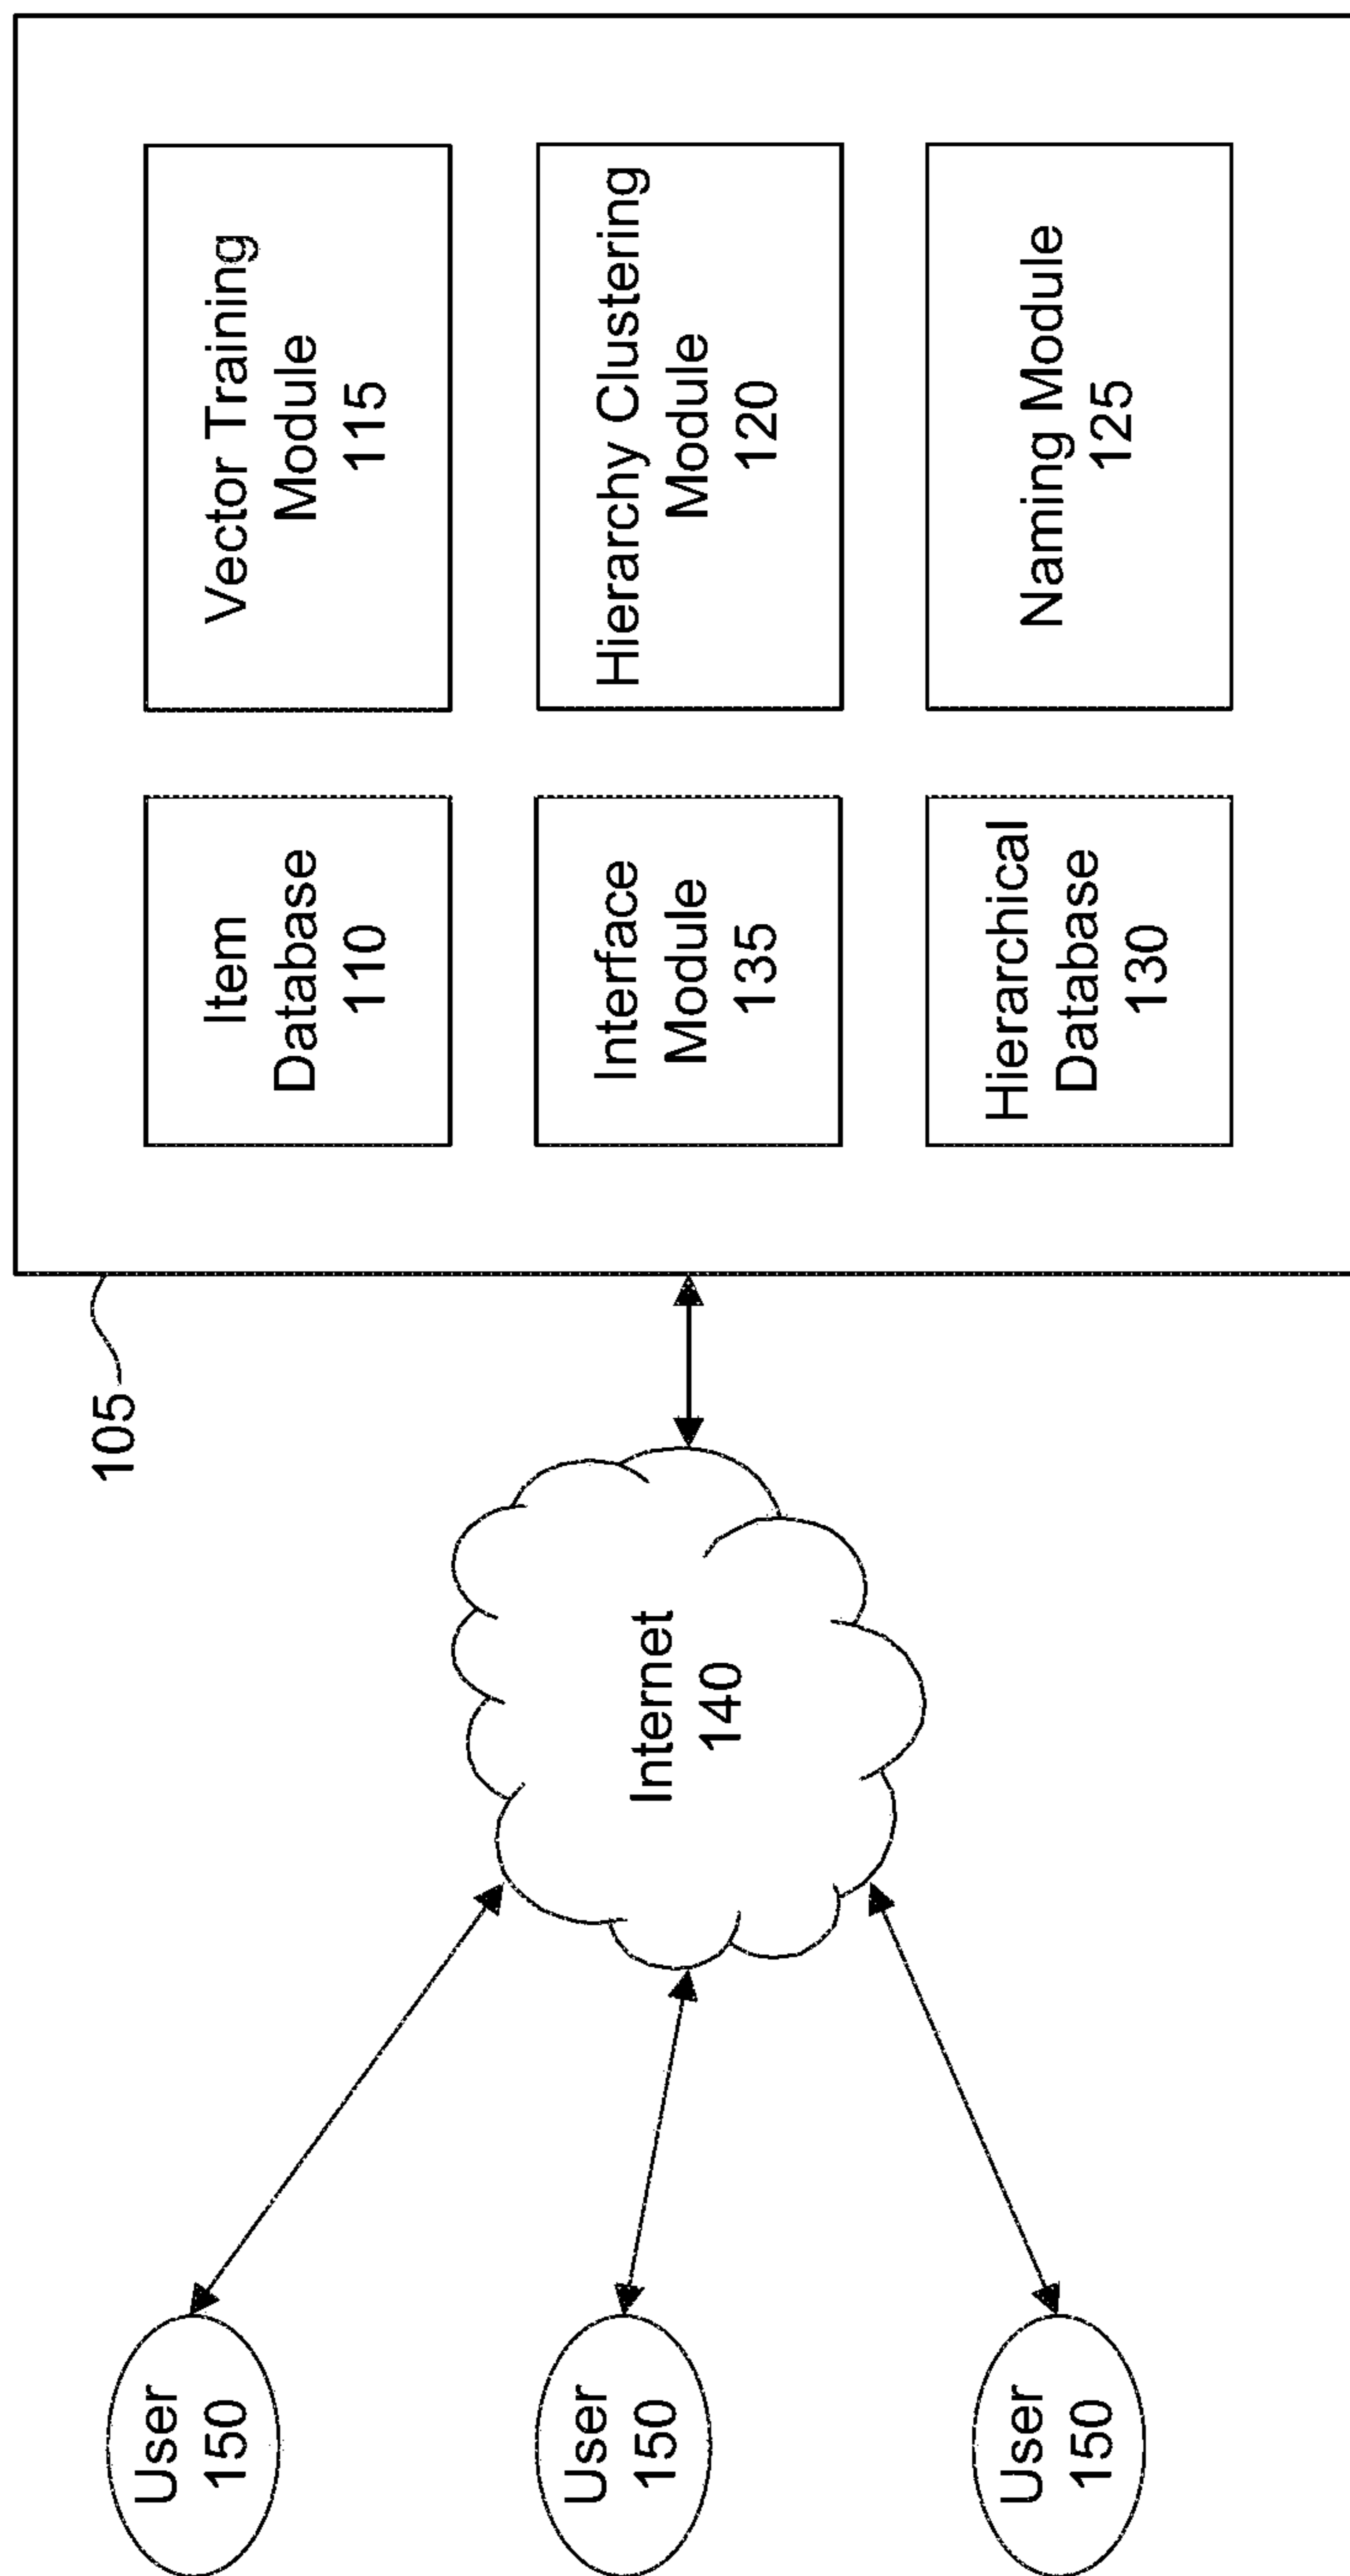 105
Item
Database
110
Vector Training
Module
115
Interface
Module
135
Hierarchy Clustering
Module
120
Hierarchical
Database
130
Naming Module
125
Internet
140
User
150
User
150
User
150